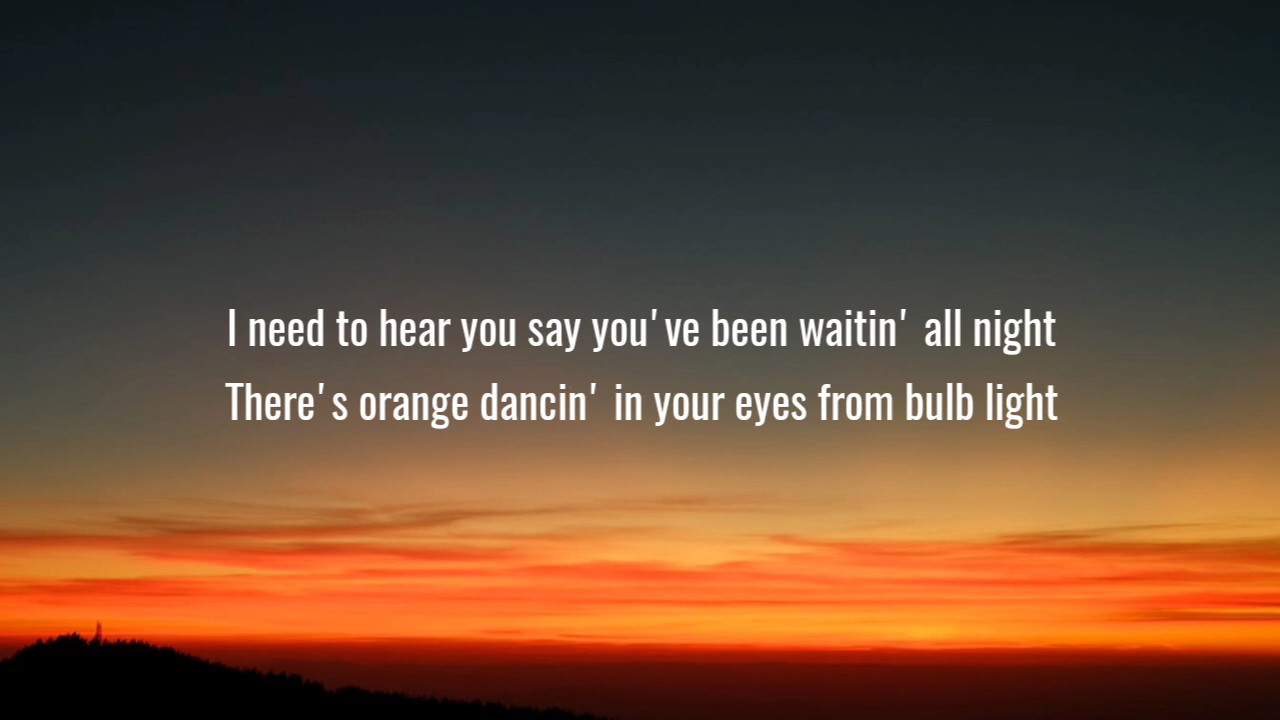 I need to hear you say you've been waitin' all night
There's orange dancin' in your eyes from bulb light